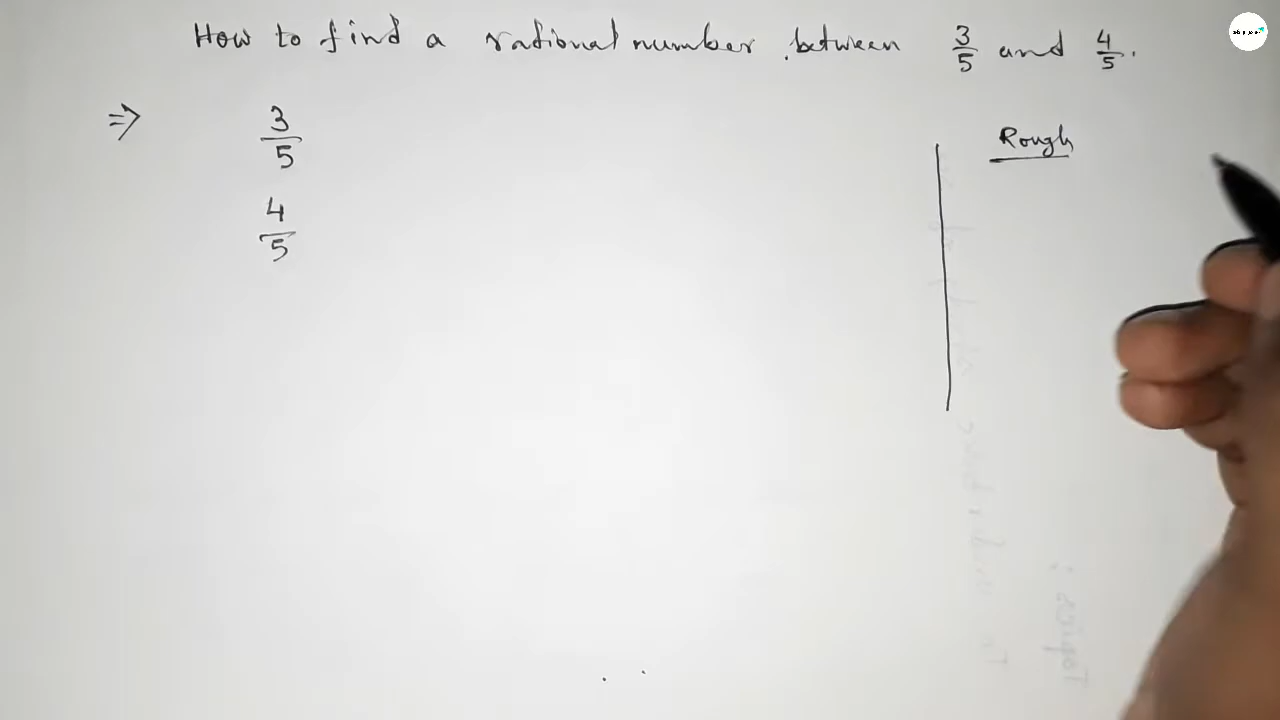 How to find a rational number between 3/5 and 4/5.
⇒ 3/5
Rough
4/5